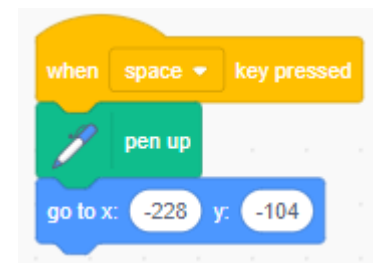 when space key pressed
pen up
go to x: -228 y: -104